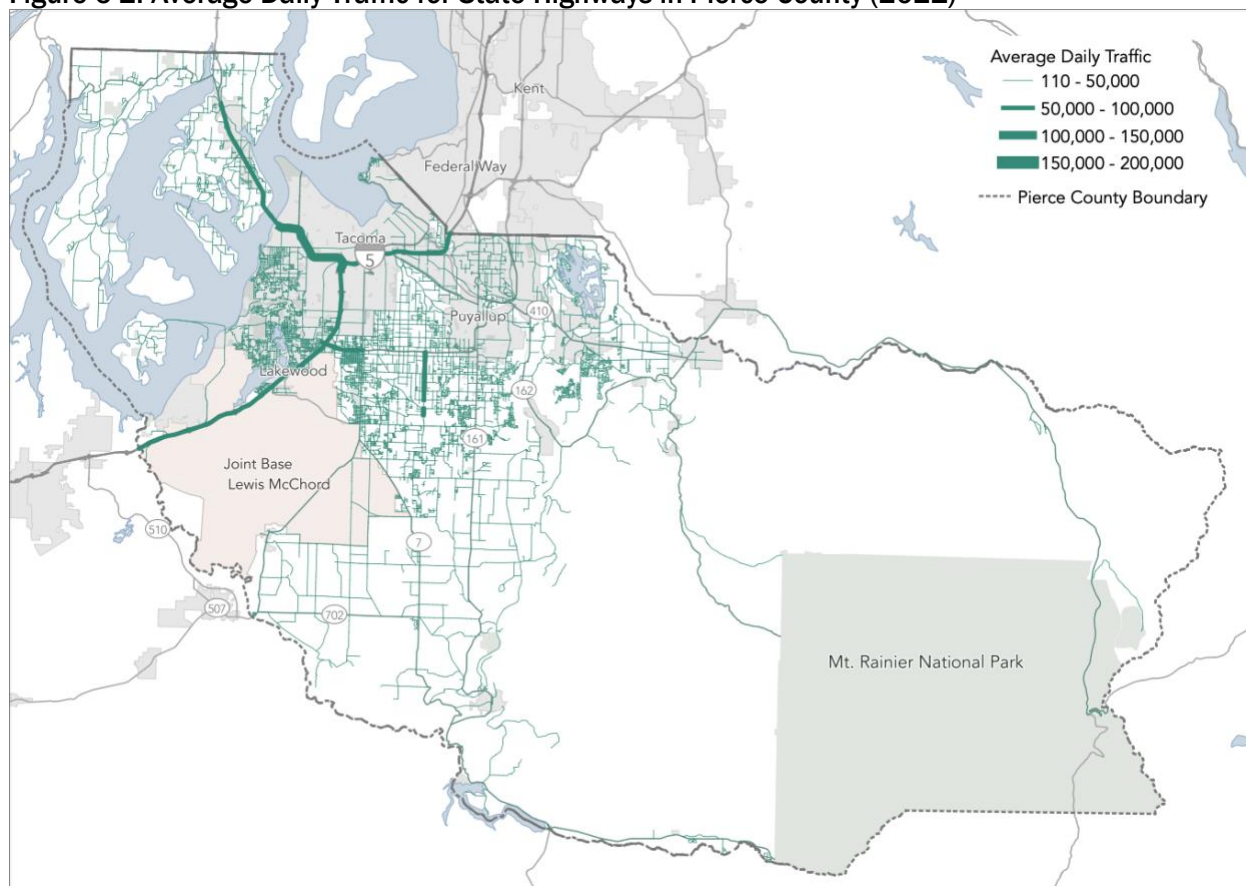 Figure 6 2. Average Daily Traffic for State Highways in Pierce County (2022)
Average Daily Traffic
110 - 50,000
50,000 - 100,000
100,000 - 150,000
150,000 - 200,000
Pierce County Boundary
Kent
Federal Way
Tacoma
5
410
Puyallup
Lakewood
162
161
Joint Base
Lewis McChord
510
7
507
702
Mt. Rainier National Park